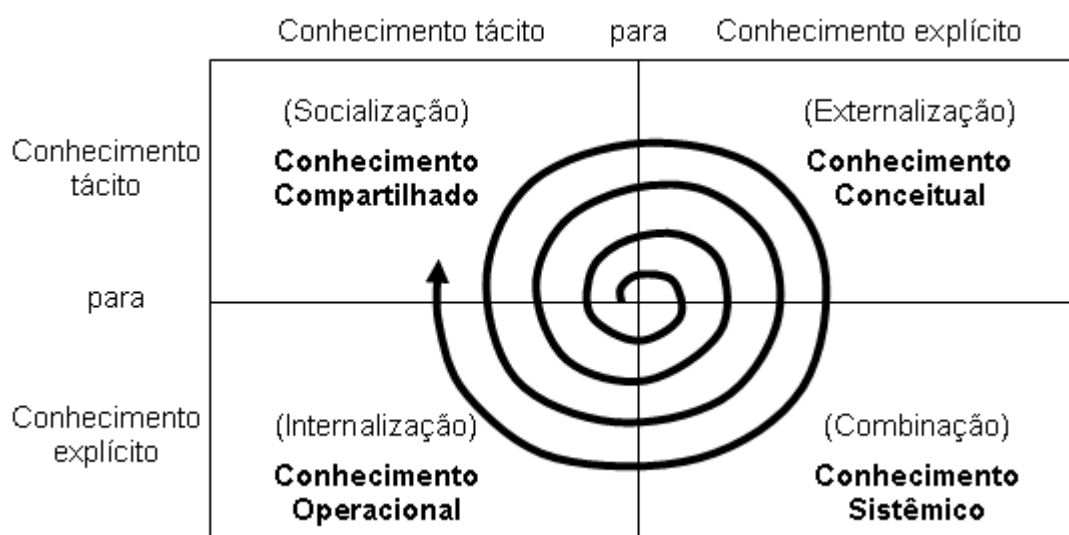 Conhecimento tácito para Conhecimento explícito
Conhecimento
tácito
(Socialização)
Conhecimento
Compartilhado
(Externalização)
Conhecimento
Conceitual
para
Conhecimento
explícito
(Internalização)
Conhecimento
Operacional
(Combinação)
Conhecimento
Sistêmico